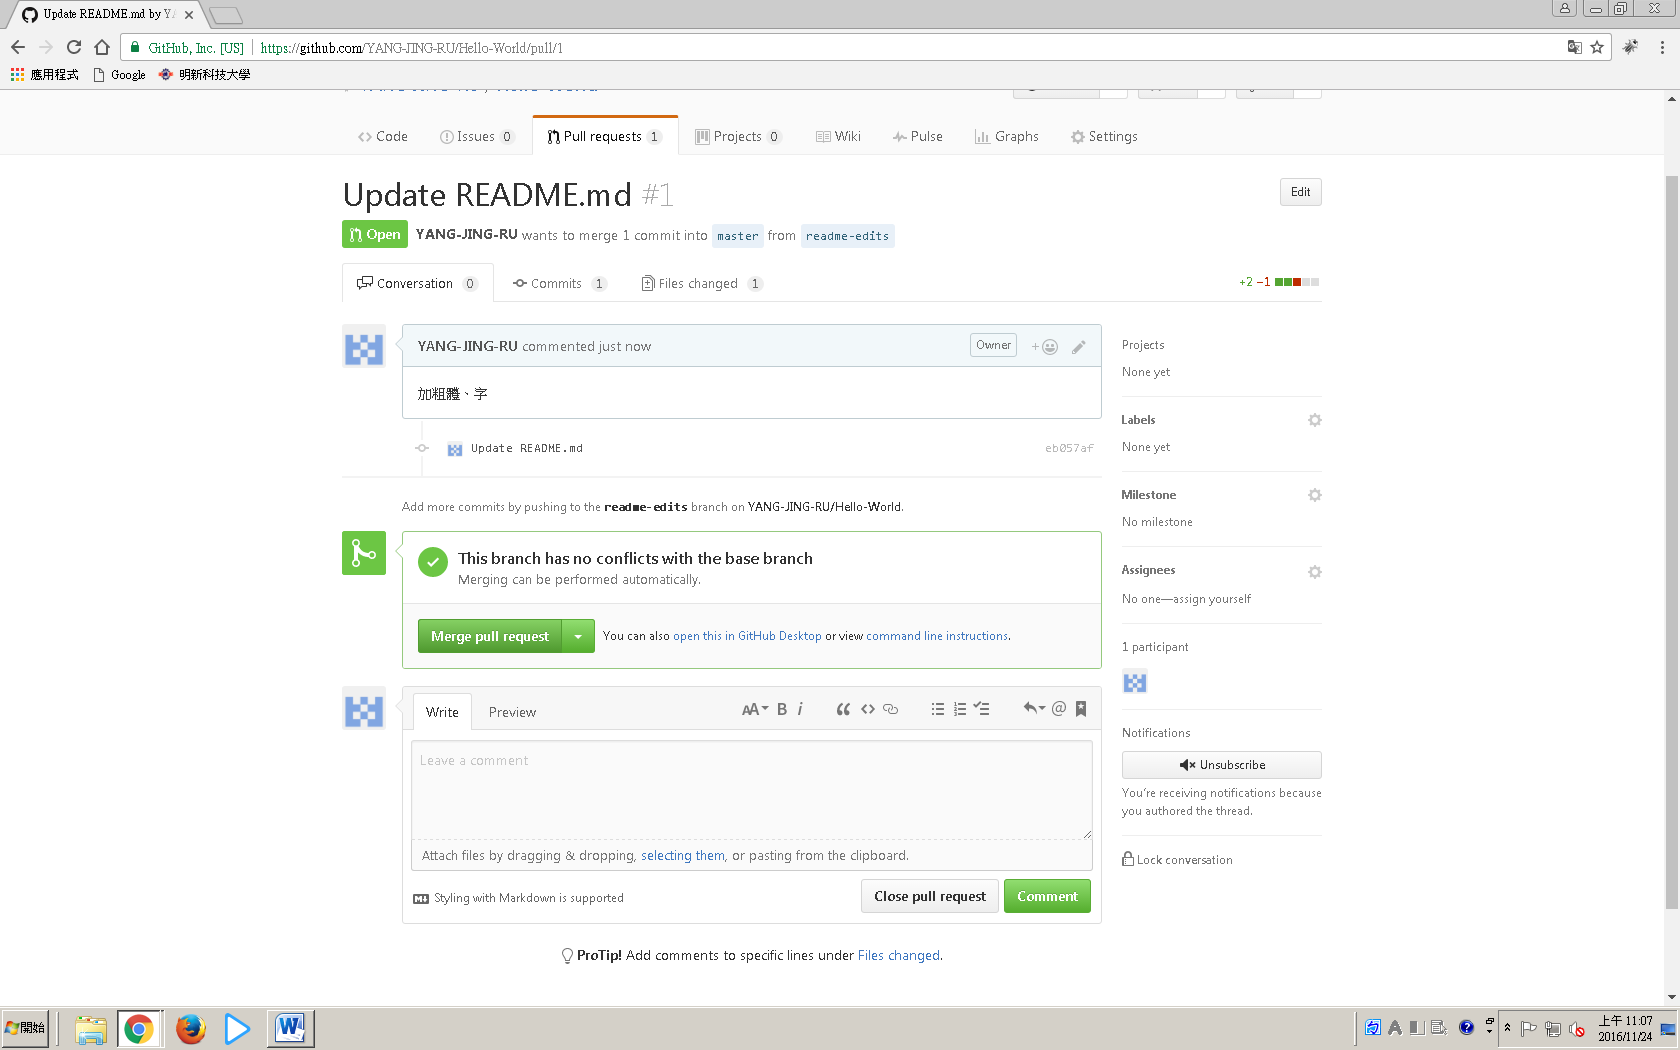 Update README.md by YA
GitHub, Inc. [US] https://github.com/YANG-JING-RU/Hello-World/pull/1
應用程式 Google 明新科技大學
Code Issues 0 Pull requests 1 Projects 0 Wiki Pulse Graphs Settings
Update README.md #1
Edit
Open YANG-JING-RU wants to merge 1 commit into master from readme-edits
Conversation 0 Commits 1 Files changed 1 +2 −1
YANG-JING-RU commented just now Owner
加粗體、字
Update README.md eb057af
Add more commits by pushing to the readme-edits branch on YANG-JING-RU/Hello-World.
This branch has no conflicts with the base branch
Merging can be performed automatically.
Merge pull request You can also open this in GitHub Desktop or view command line instructions.
Write Preview AA B i
Leave a comment
Attach files by dragging & dropping, selecting them, or pasting from the clipboard.
Styling with Markdown is supported
Close pull request Comment
ProTip! Add comments to specific lines under Files changed.
Projects
None yet
Labels
None yet
Milestone
No milestone
Assignees
No one—assign yourself
1 participant
Notifications
Unsubscribe
You're receiving notifications because
you authored the thread.
Lock conversation
開始
上午 11:07
2016/11/24